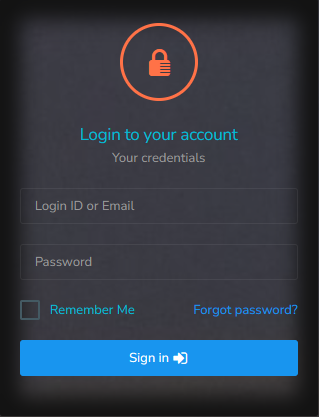 Login to your account
Your credentials
Login ID or Email
Password
Remember Me Forgot password?
Sign in